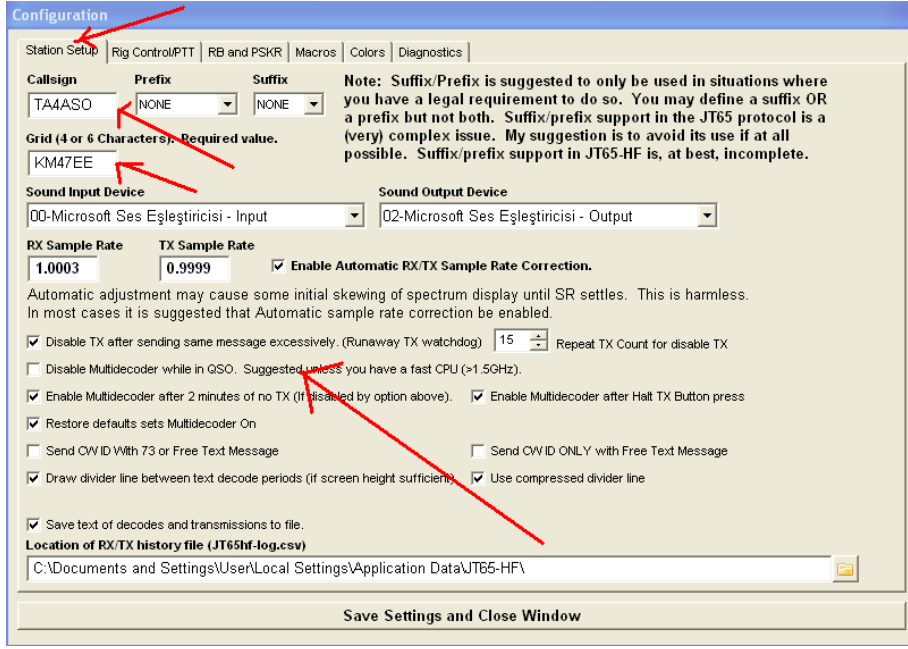 Configuration
Station Setup Rig Control/PTT RB and PSKR Macros Colors Diagnostics
Callsign Prefix Suffix
TA4ASO NONE NONE
Note: Suffix/Prefix is suggested to only be used in situations where
you have a legal requirement to do so. You may define a suffix OR
a prefix but not both. Suffix/prefix support in the JT65 protocol is a
(very) complex issue. My suggestion is to avoid its use if at all
possible. Suffix/prefix support in JT65-HF is, at best, incomplete.
Grid (4 or 6 Characters). Required value.
KM47EE
Sound Input Device Sound Output Device
00-Microsoft Ses Eşleştiricisi - Input 02-Microsoft Ses Eşleştiricisi - Output
RX Sample Rate TX Sample Rate
1.0003 0.9999 Enable Automatic RX/TX Sample Rate Correction.
Automatic adjustment may cause some initial skewing of spectrum display until SR settles. This is harmless.
In most cases it is suggested that Automatic sample rate correction be enabled.
Disable TX after sending same message excessively. (Runaway TX watchdog) 15 Repeat TX Count for disable TX
Disable Multidecoder while in QSO. Suggested unless you have a fast CPU (>1.5GHz).
Enable Multidecoder after 2 minutes of no TX (If disabled by option above). Enable Multidecoder after Halt TX Button press
Restore defaults sets Multidecoder On
Send CW ID With 73 or Free Text Message Send CW ID ONLY with Free Text Message
Draw divider line between text decode periods (if screen height sufficient) Use compressed divider line
Save text of decodes and transmissions to file.
Location of RX/TX history file (JT65hf-log.csv)
C:\Documents and Settings\User\Local Settings\Application Data\JT65-HF\
Save Settings and Close Window